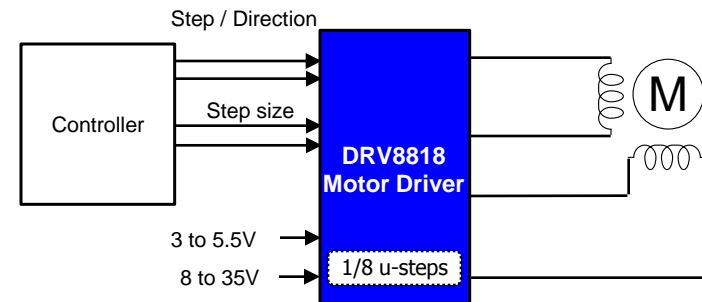 Step / Direction
Controller
Step size
DRV8818
Motor Driver
M
3 to 5.5V
8 to 35V
1/8 u-steps